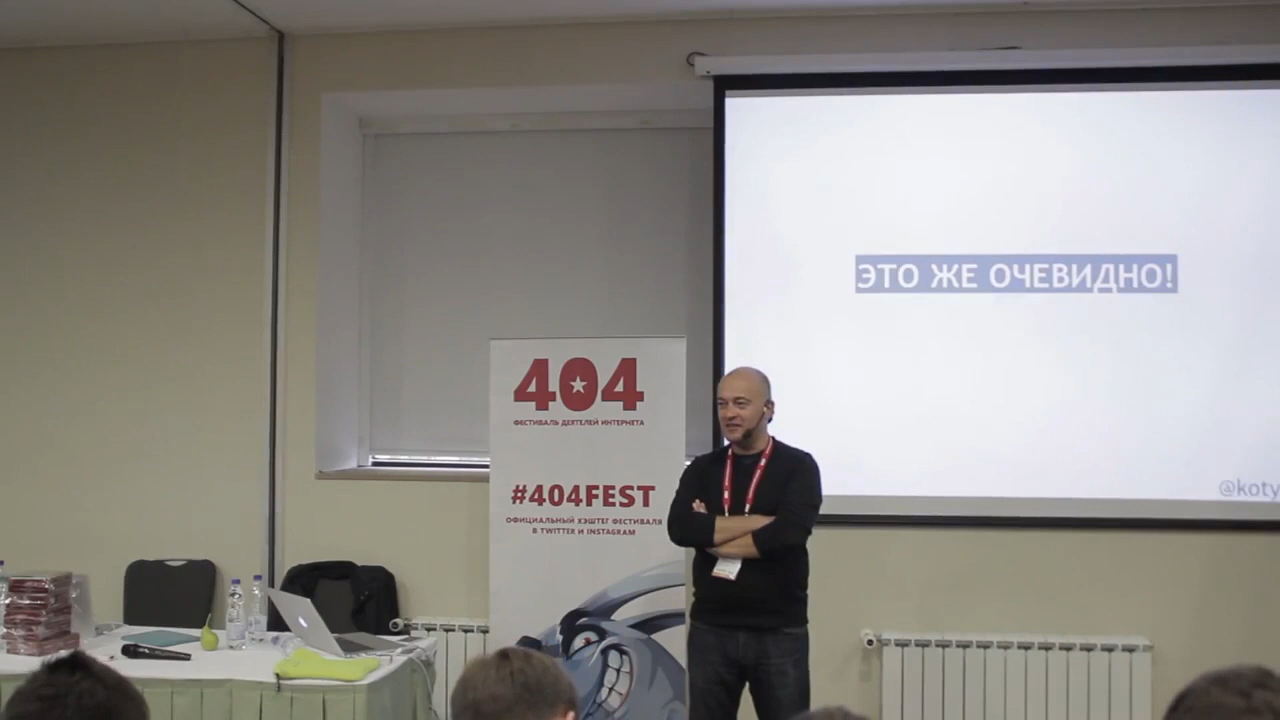 ЭТО ЖЕ ОЧЕВИДНО!
404
ФЕСТИВАЛЬ ДЕЯТЕЛЕЙ ИНТЕРНЕТА
#404FEST
ОФИЦИАЛЬНЫЙ ХЭШТЕГ ФЕСТИВАЛЯ
В TWITTER И INSTAGRAM
@koty